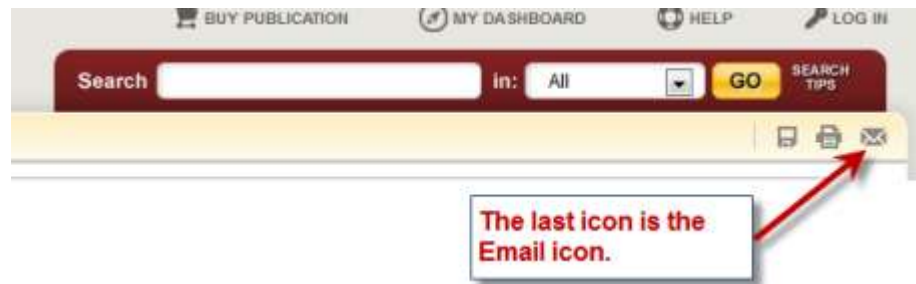 BUY PUBLICATION MY DASHBOARD HELP LOG IN
Search in: All GO SEARCH
TIPS
The last icon is the
Email icon.